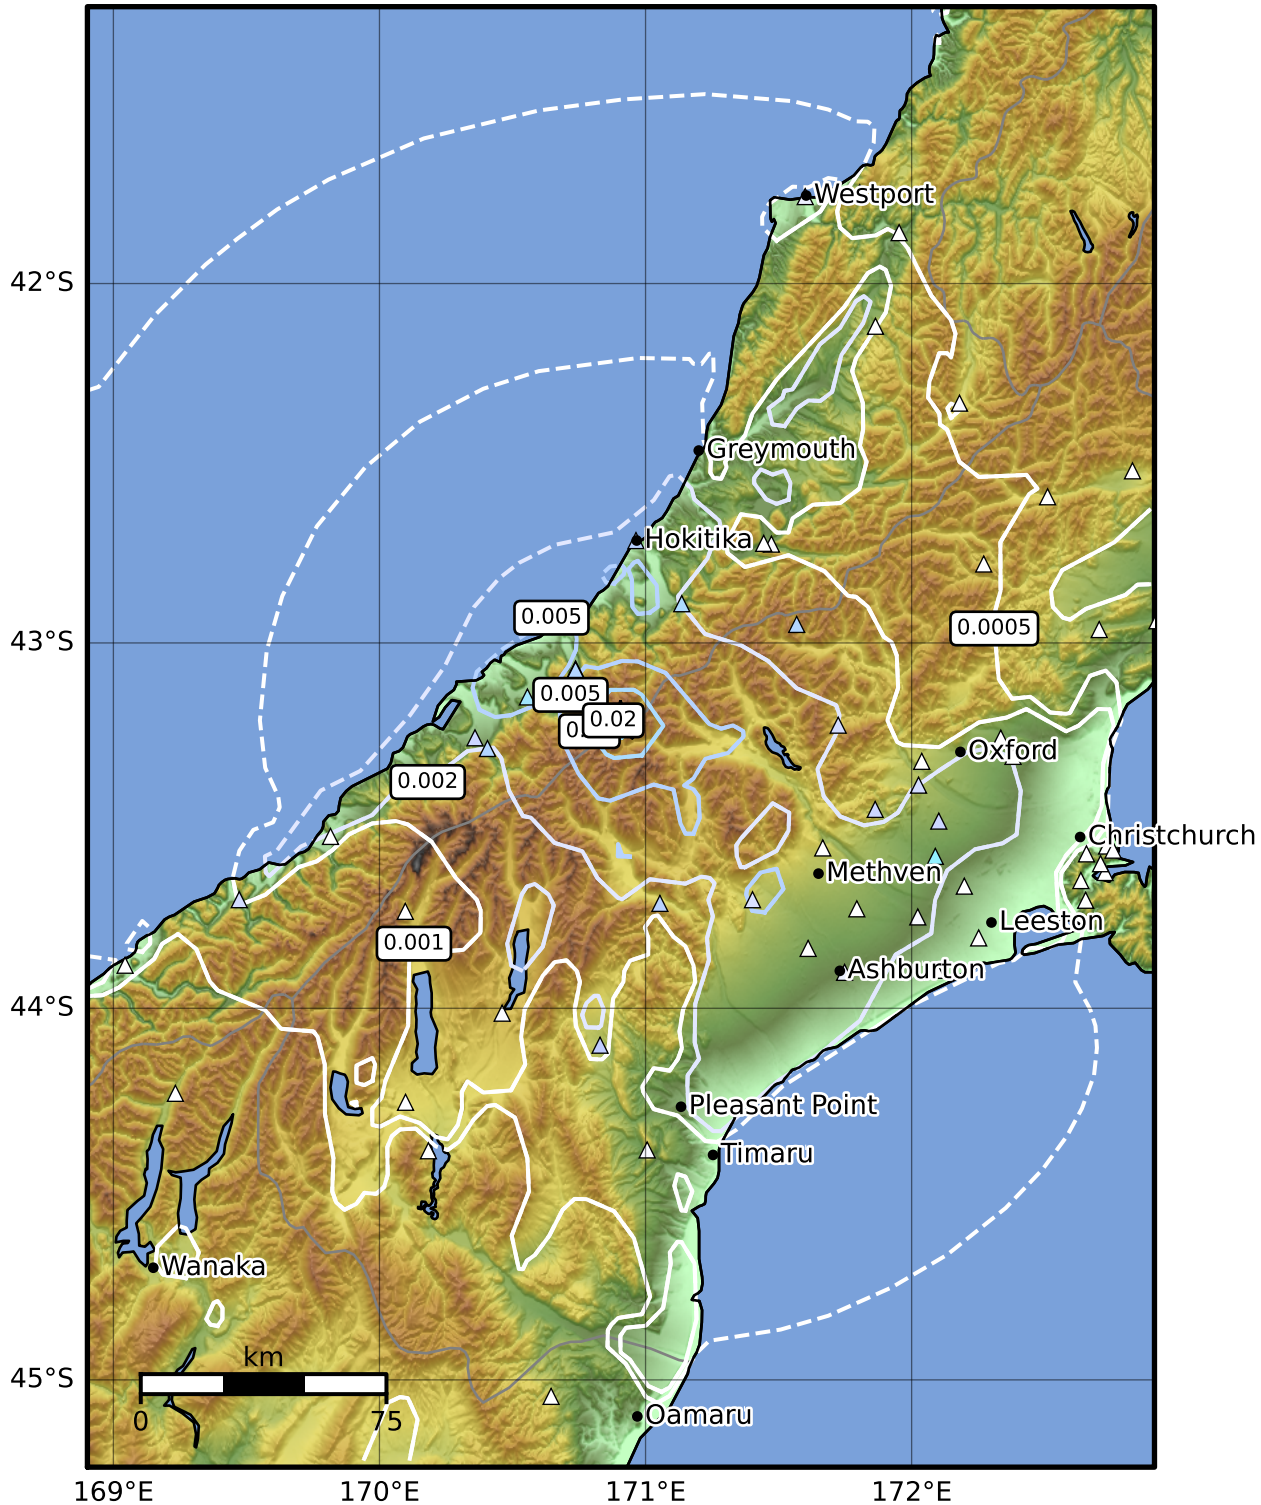 Westport
42°S
Greymouth
Hokitika
0.005
0.0005
43°S
0.005
0.02
Oxford
0.002
Christchurch
Methven
Leeston
0.001
Ashburton
44°S
Pleasant Point
Timaru
Wanaka
km
45°S
0
75
Oamaru
169°E
170°E
171°E
172°E